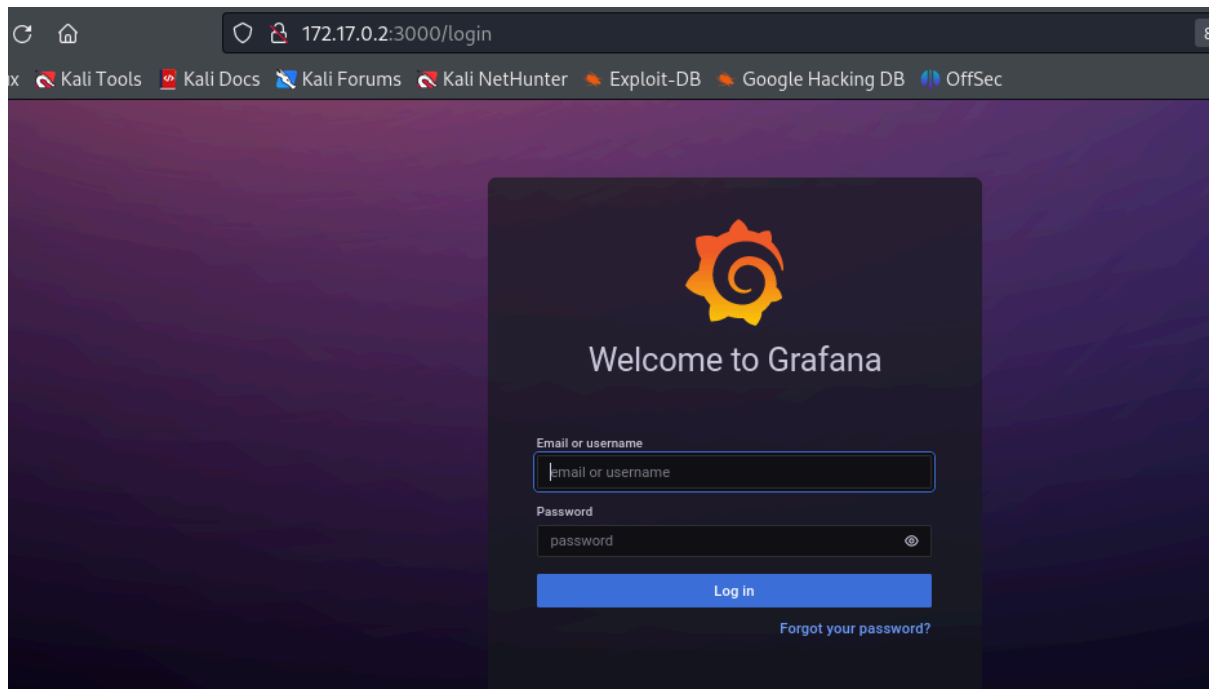 172.17.0.2:3000/login
Kali Tools Kali Docs Kali Forums Kali NetHunter Exploit-DB Google Hacking DB OffSec
Welcome to Grafana
Email or username
email or username
Password
password
Log in
Forgot your password?